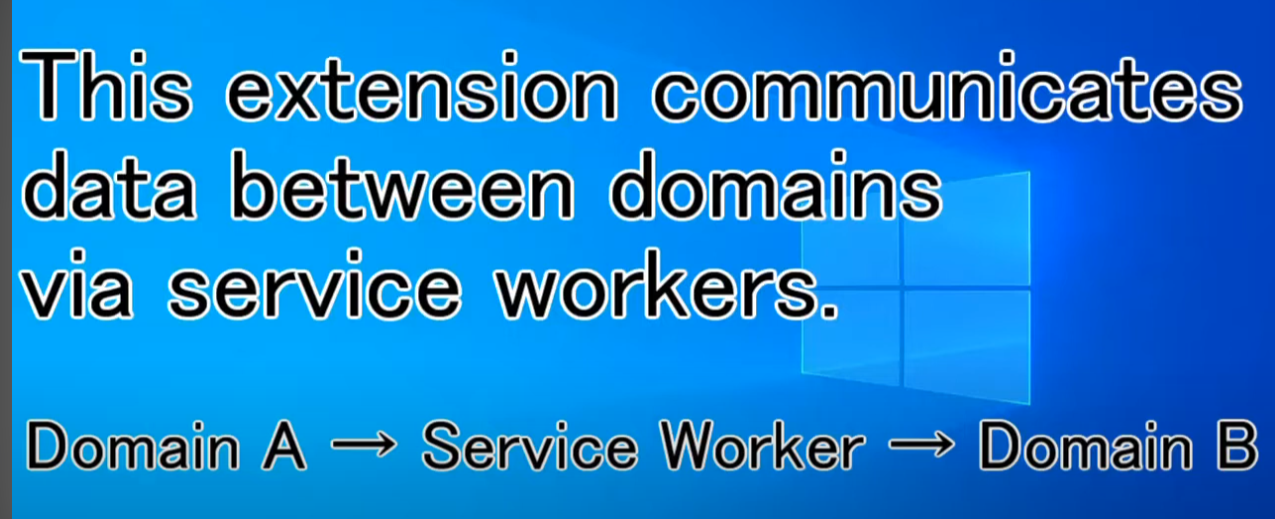 This extension communicates
data between domains
via service workers.
Domain A → Service Worker → Domain B